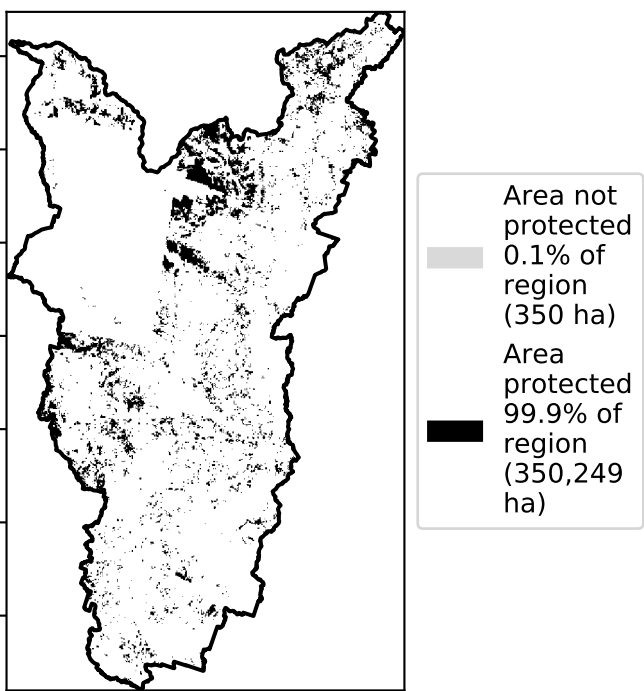 Area not
protected
0.1% of
region
(350 ha)
Area
protected
99.9% of
region
(350,249
ha)